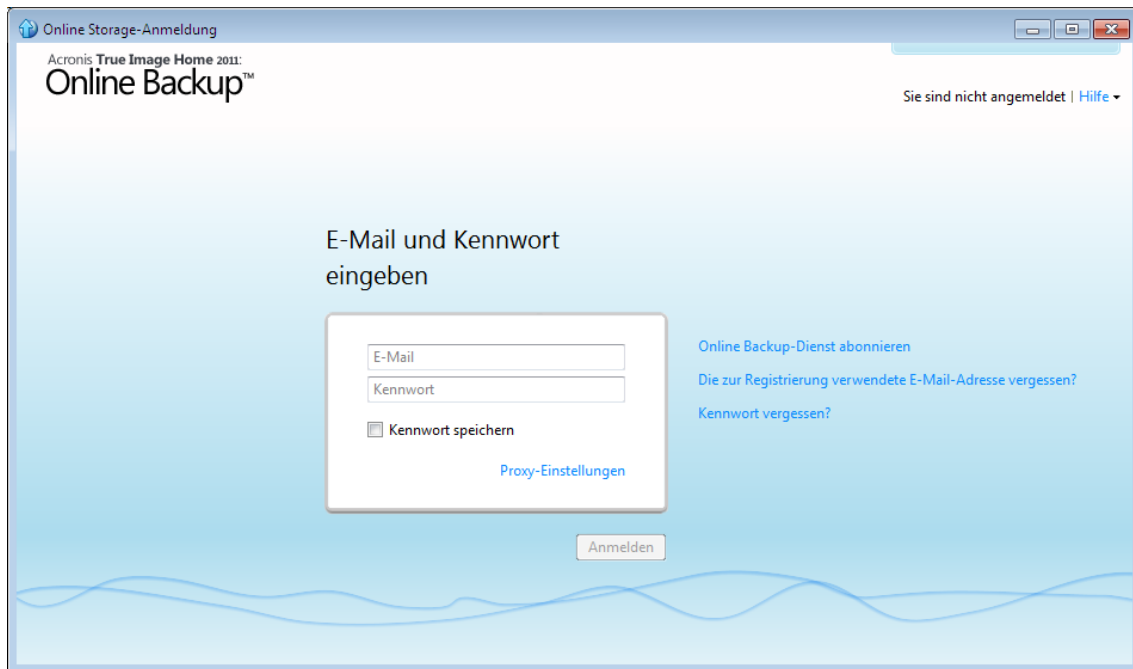 Online Storage-Anmeldung
Acronis True Image Home 2011:
Online Backup™
Sie sind nicht angemeldet | Hilfe
E-Mail und Kennwort
eingeben
E-Mail
Kennwort
Kennwort speichern
Proxy-Einstellungen
Online Backup-Dienst abonnieren
Die zur Registrierung verwendete E-Mail-Adresse vergessen?
Kennwort vergessen?
Anmelden